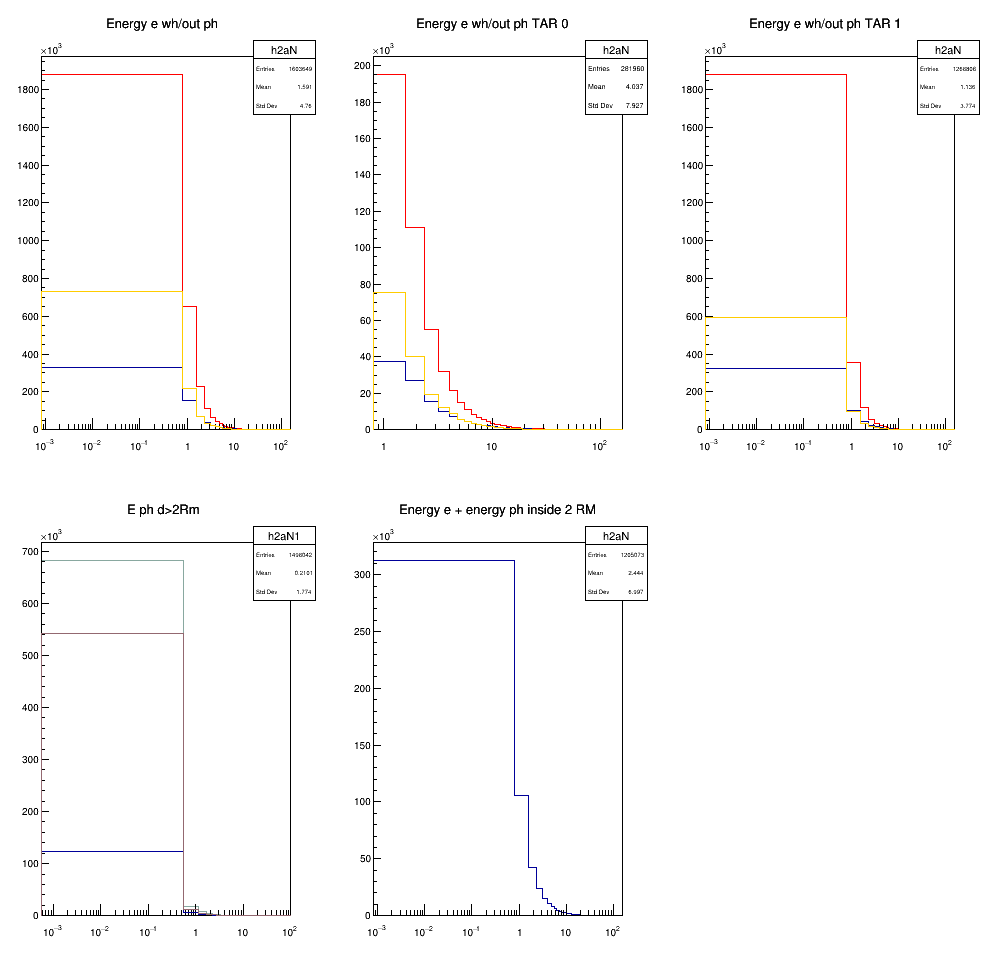 Energy e wh/out ph
×10³
h2aN
Entries 1603649
Mean 1.591
Std Dev 4.76
1800
1600
1400
1200
1000
800
600
400
200
0
10⁻³ 10⁻² 10⁻¹ 1 10 10²
Energy e wh/out ph TAR 0
×10³
h2aN
Entries 281960
Mean 4.037
Std Dev 7.927
200
180
160
140
120
100
80
60
40
20
0
1 10 10²
Energy e wh/out ph TAR 1
×10³
h2aN
Entries 1266806
Mean 1.136
Std Dev 3.774
1800
1600
1400
1200
1000
800
600
400
200
0
10⁻³ 10⁻² 10⁻¹ 1 10 10²
E ph d>2Rm
×10³
h2aN1
Entries 1498042
Mean 0.2101
Std Dev 1.774
700
600
500
400
300
200
100
0
10⁻³ 10⁻² 10⁻¹ 1 10 10²
Energy e + energy ph inside 2 RM
×10³
h2aN
Entries 1205073
Mean 2.444
Std Dev 6.997
300
250
200
150
100
50
0
10⁻³ 10⁻² 10⁻¹ 1 10 10²